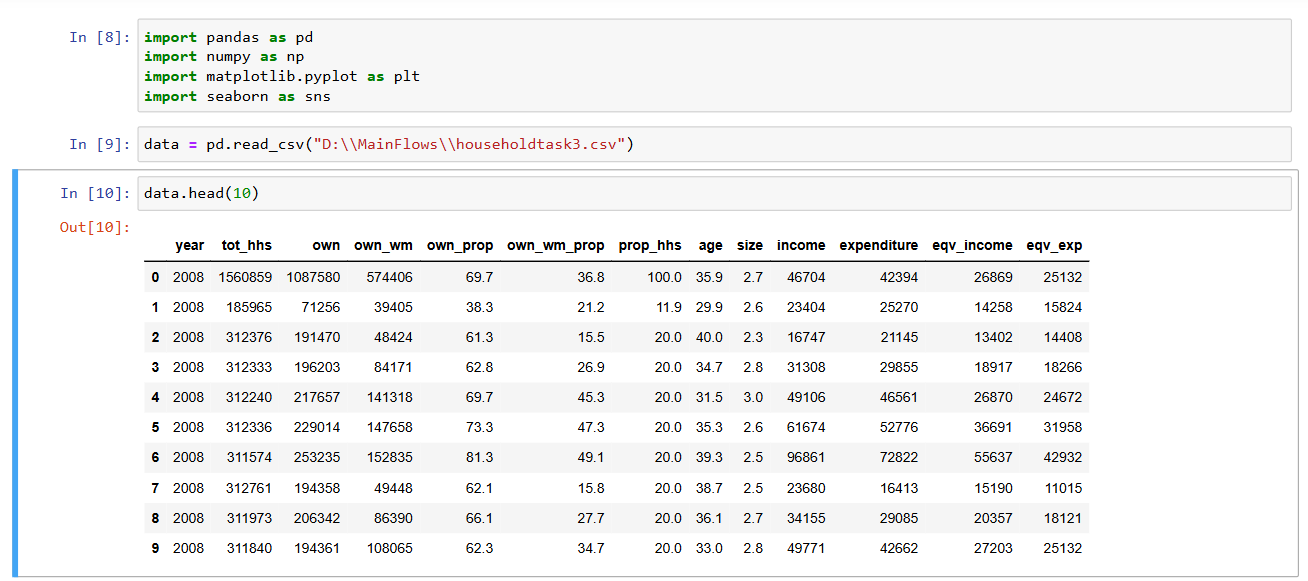 In [8]: import pandas as pd
import numpy as np
import matplotlib.pyplot as plt
import seaborn as sns
In [9]: data = pd.read_csv("D:\\MainFlows\\householdtask3.csv")
In [10]: data.head(10)
Out[10]:
year tot_hhs own own_wm own_prop own_wm_prop prop_hhs age size income expenditure eqv_income eqv_exp
0 2008 1560859 1087580 574406 69.7 36.8 100.0 35.9 2.7 46704 42394 26869 25132
1 2008 185965 71256 39405 38.3 21.2 11.9 29.9 2.6 23404 25270 14258 15824
2 2008 312376 191470 48424 61.3 15.5 20.0 40.0 2.3 16747 21145 13402 14408
3 2008 312333 196203 84171 62.8 26.9 20.0 34.7 2.8 31308 29855 18917 18266
4 2008 312240 217657 141318 69.7 45.3 20.0 31.5 3.0 49106 46561 26870 24672
5 2008 312336 229014 147658 73.3 47.3 20.0 35.3 2.6 61674 52776 36691 31958
6 2008 311574 253235 152835 81.3 49.1 20.0 39.3 2.5 96861 72822 55637 42932
7 2008 312761 194358 49448 62.1 15.8 20.0 38.7 2.5 23680 16413 15190 11015
8 2008 311973 206342 86390 66.1 27.7 20.0 36.1 2.7 34155 29085 20357 18121
9 2008 311840 194361 108065 62.3 34.7 20.0 33.0 2.8 49771 42662 27203 25132